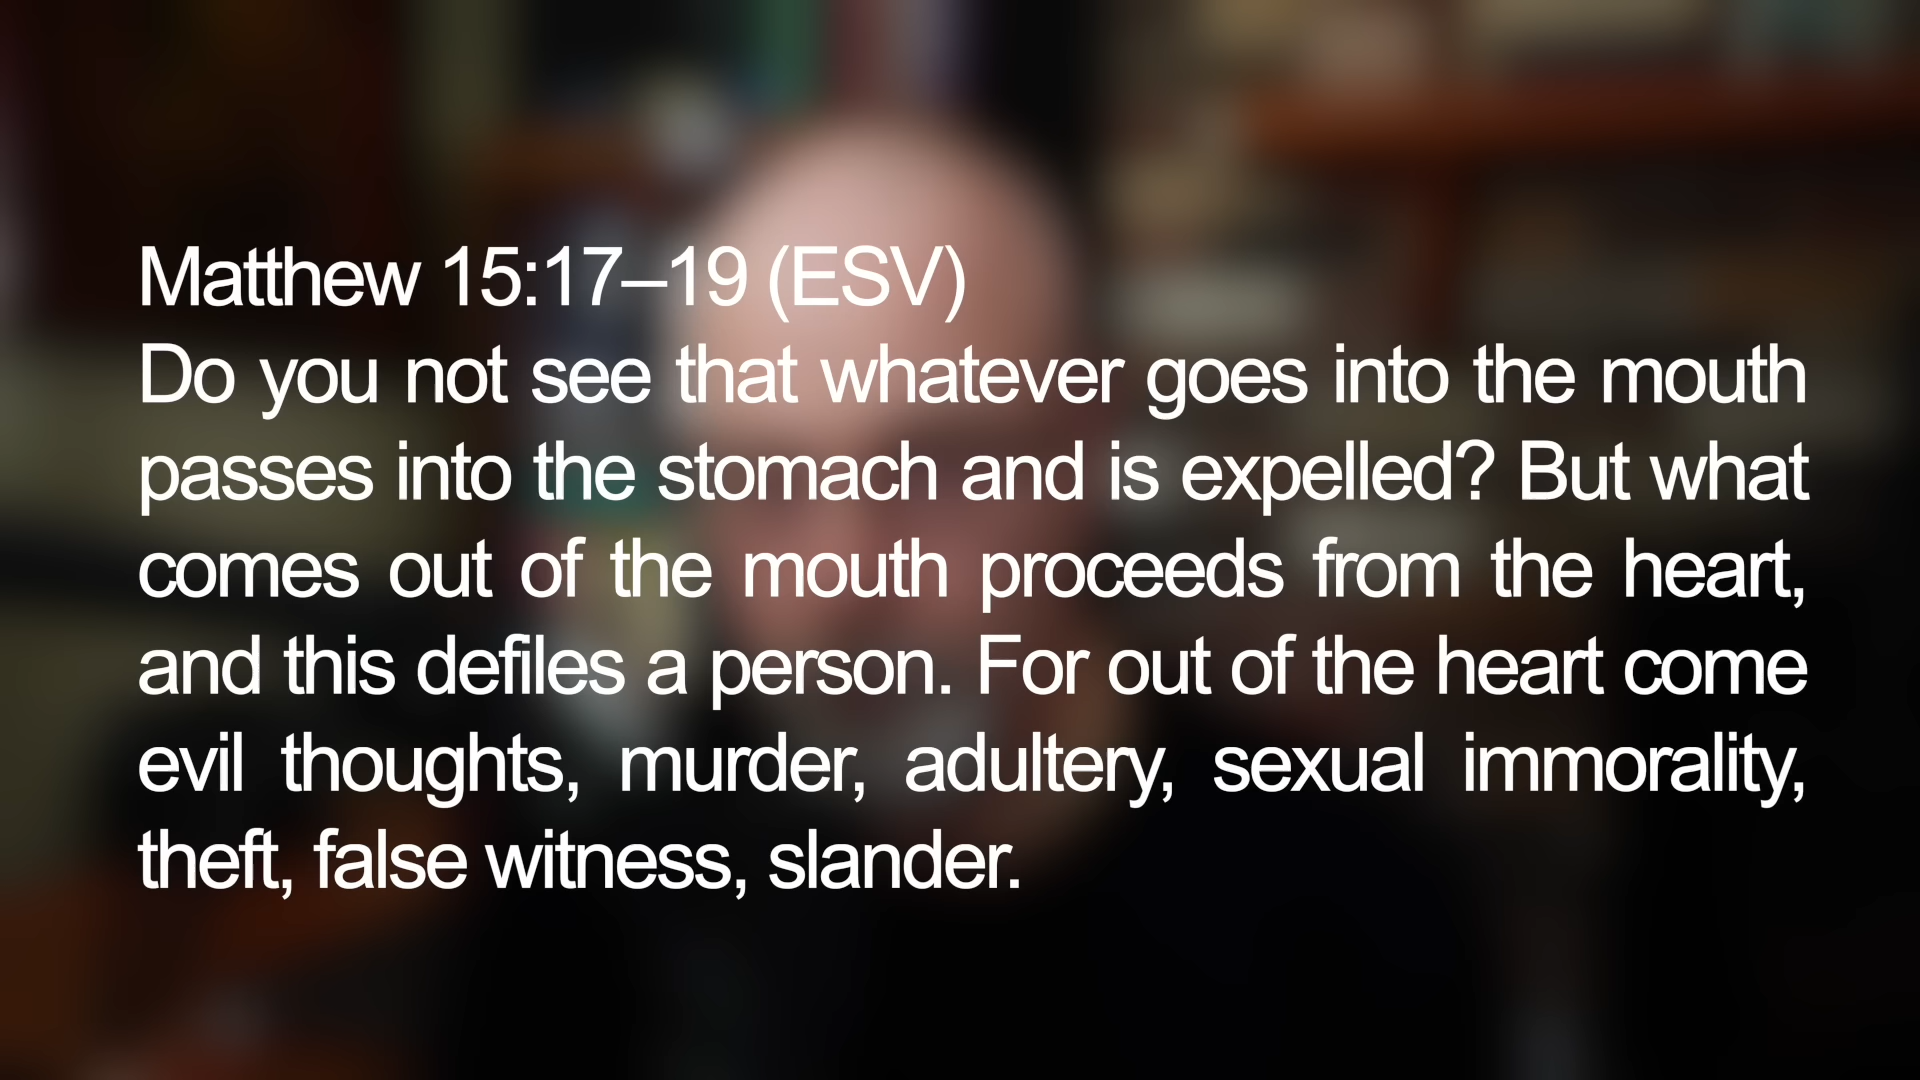 Matthew 15:17–19 (ESV)
Do you not see that whatever goes into the mouth
passes into the stomach and is expelled? But what
comes out of the mouth proceeds from the heart,
and this defiles a person. For out of the heart come
evil thoughts, murder, adultery, sexual immorality,
theft, false witness, slander.